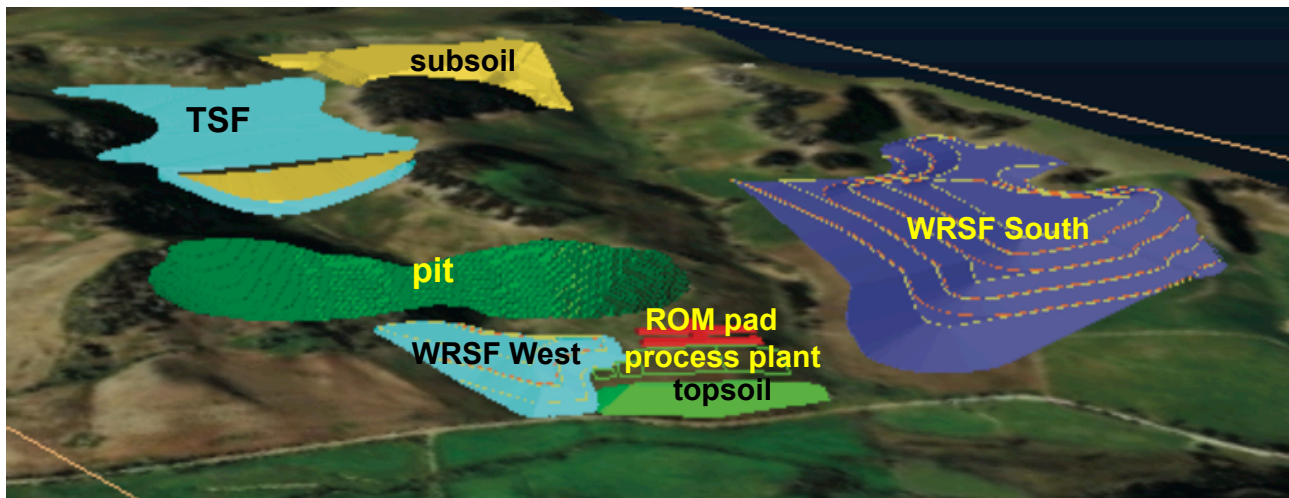 subsoil
TSF
WRSF South
pit
ROM pad
WRSF West
process plant
topsoil